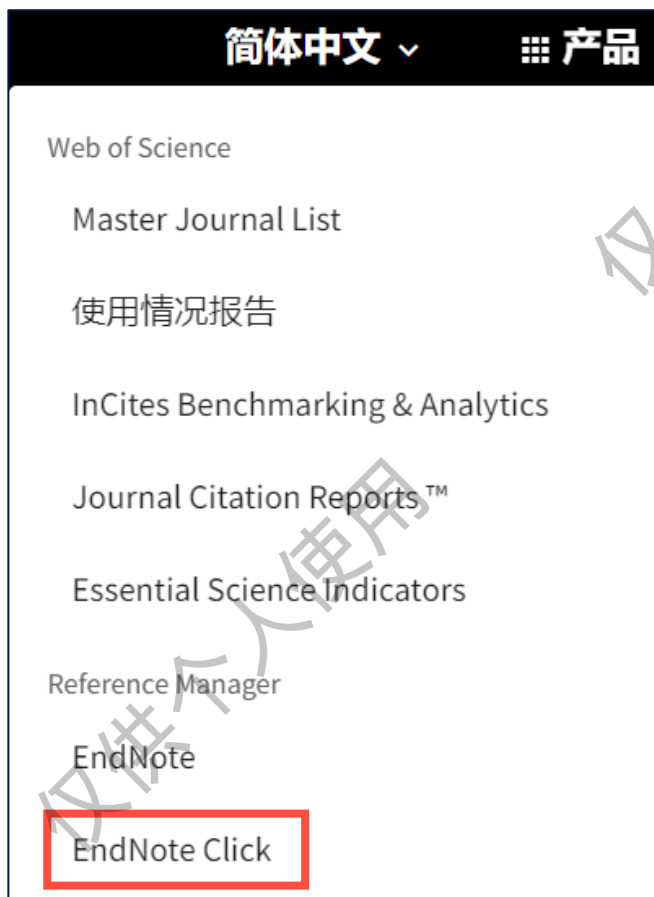 简体中文 产品
Web of Science
Master Journal List
使用情况报告
InCites Benchmarking & Analytics
Journal Citation Reports™
Essential Science Indicators
Reference Manager
EndNote
EndNote Click
仅供个人使用
仅